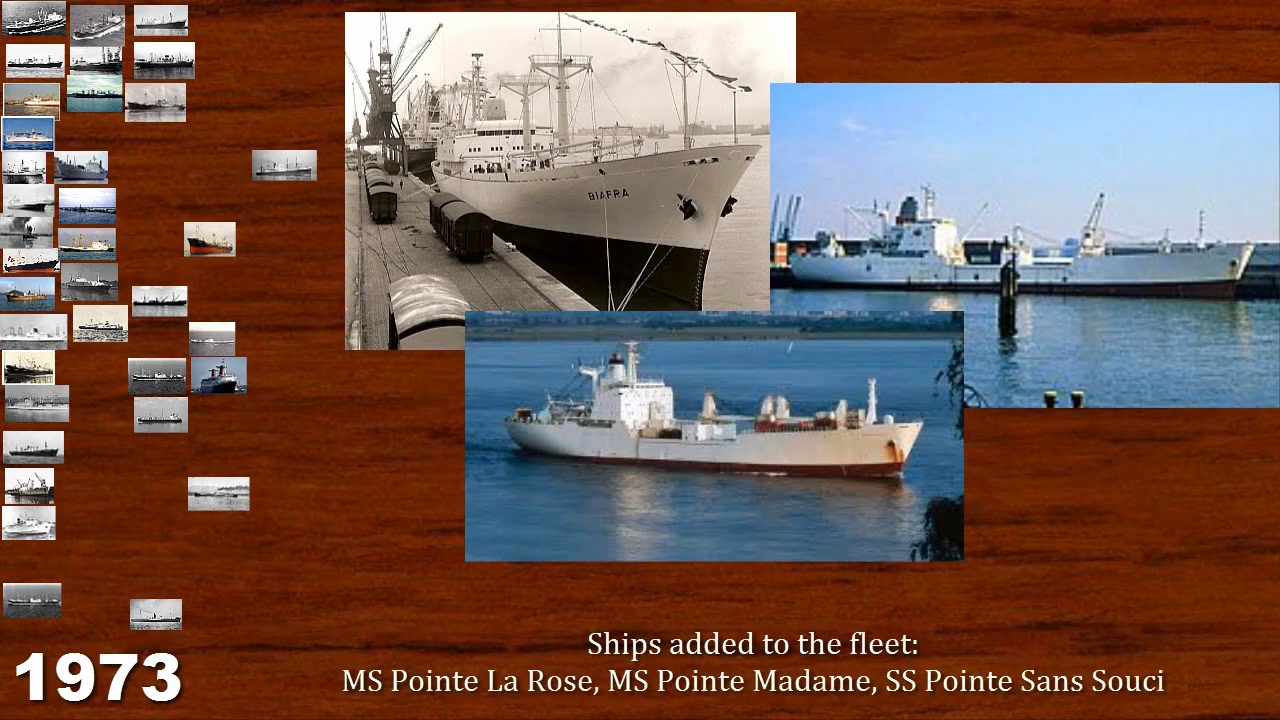 BIAFRA
Ships added to the fleet:
MS Pointe La Rose, MS Pointe Madame, SS Pointe Sans Souci
1973